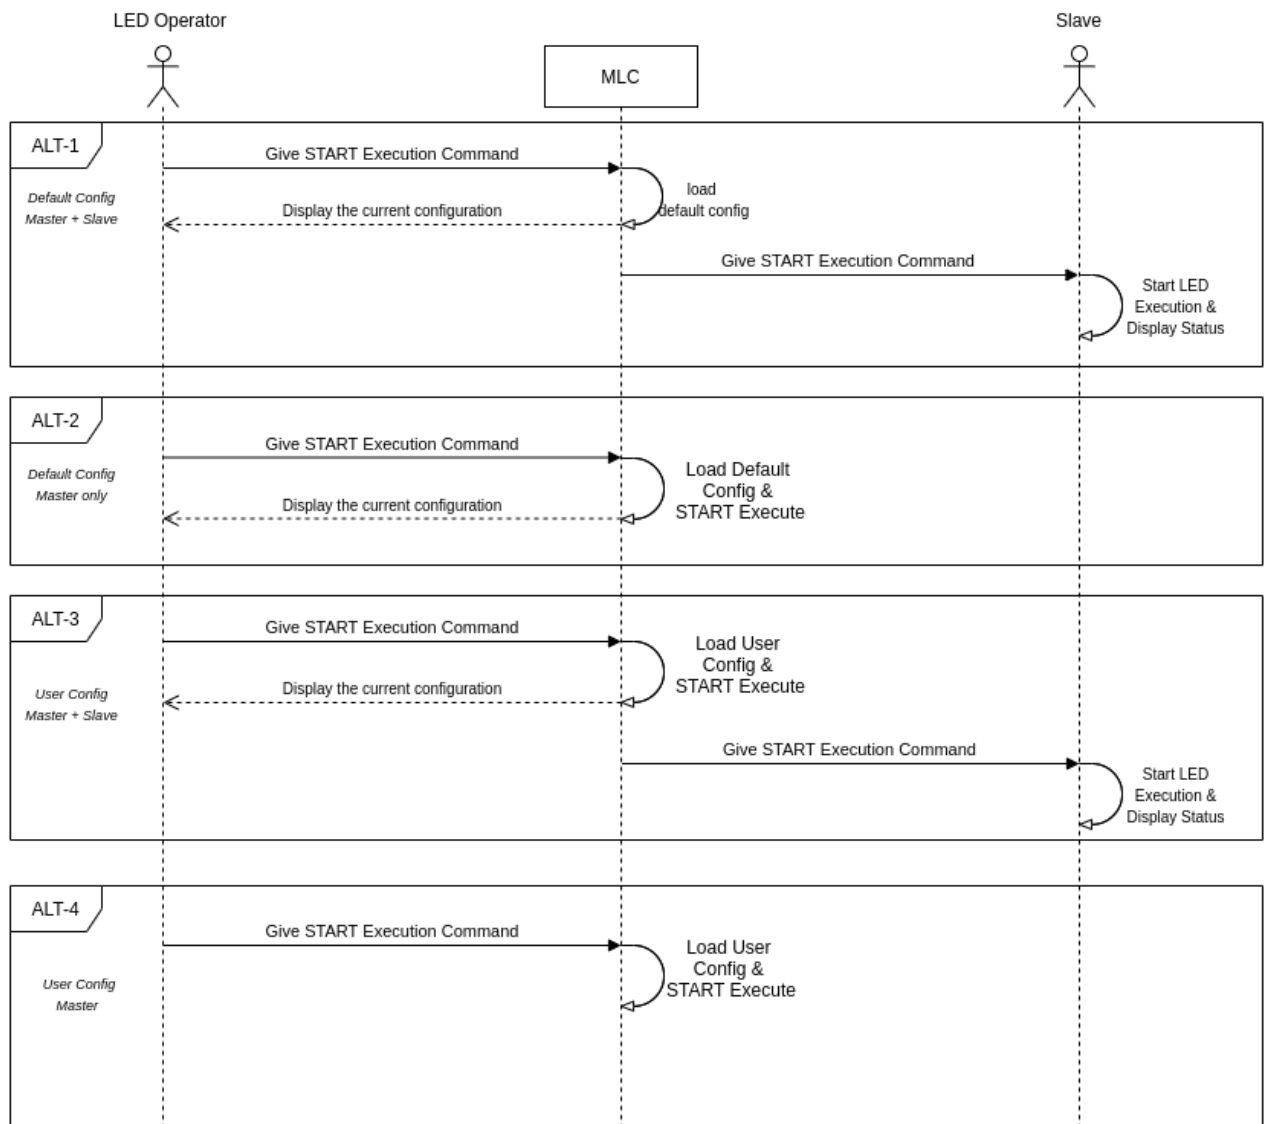 LED Operator
MLC
Slave
ALT-1
Default Config
Master + Slave
Give START Execution Command
load
default config
Display the current configuration
Give START Execution Command
Start LED
Execution &
Display Status
ALT-2
Default Config
Master only
Give START Execution Command
Load Default
Config &
START Execute
Display the current configuration
ALT-3
User Config
Master + Slave
Give START Execution Command
Load User
Config &
START Execute
Display the current configuration
Give START Execution Command
Start LED
Execution &
Display Status
ALT-4
User Config
Master
Give START Execution Command
Load User
Config &
START Execute